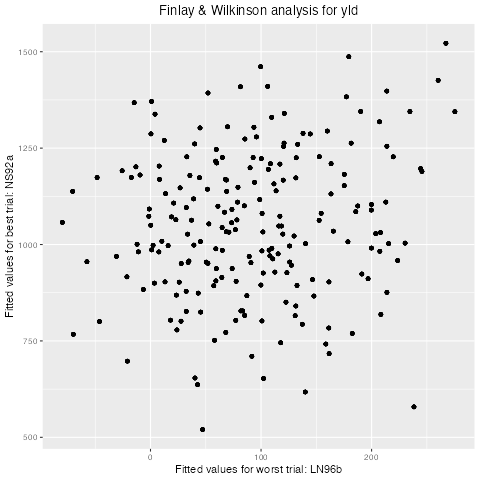 Finlay & Wilkinson analysis for yld
1500
1250
1000
750
500
Fitted values for best trial: NS92a
0
100
200
Fitted values for worst trial: LN96b